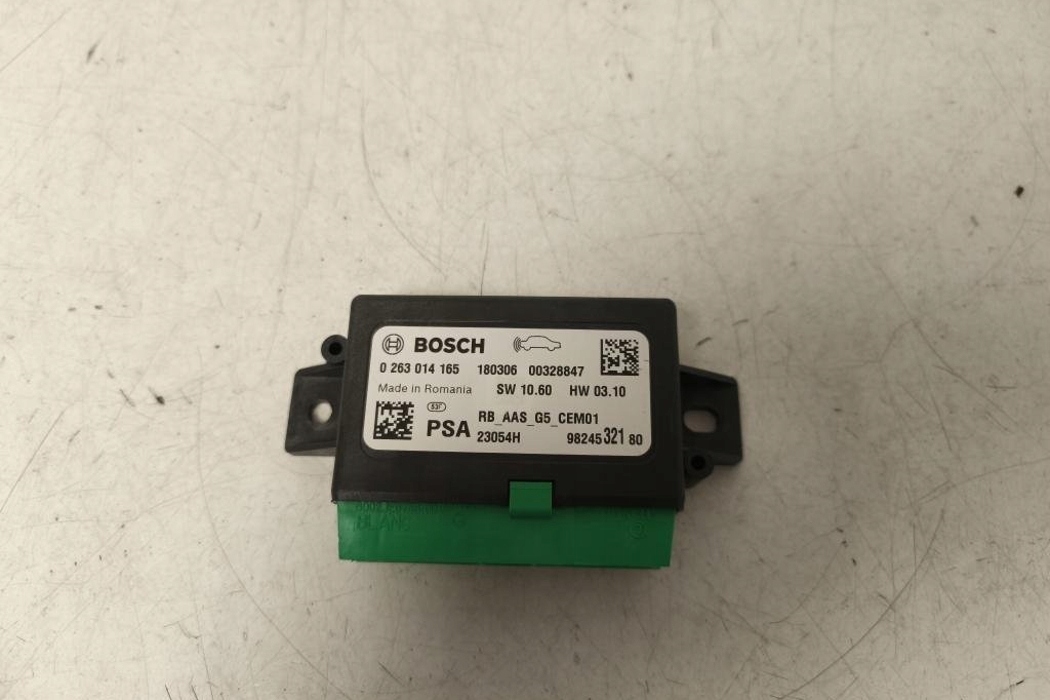 BOSCH
0 263 014 165 180306 00328847
Made in Romania SW 10.60 HW 03.10
RB_AAS_G5_CEM01
PSA 23054H 98245 321 80